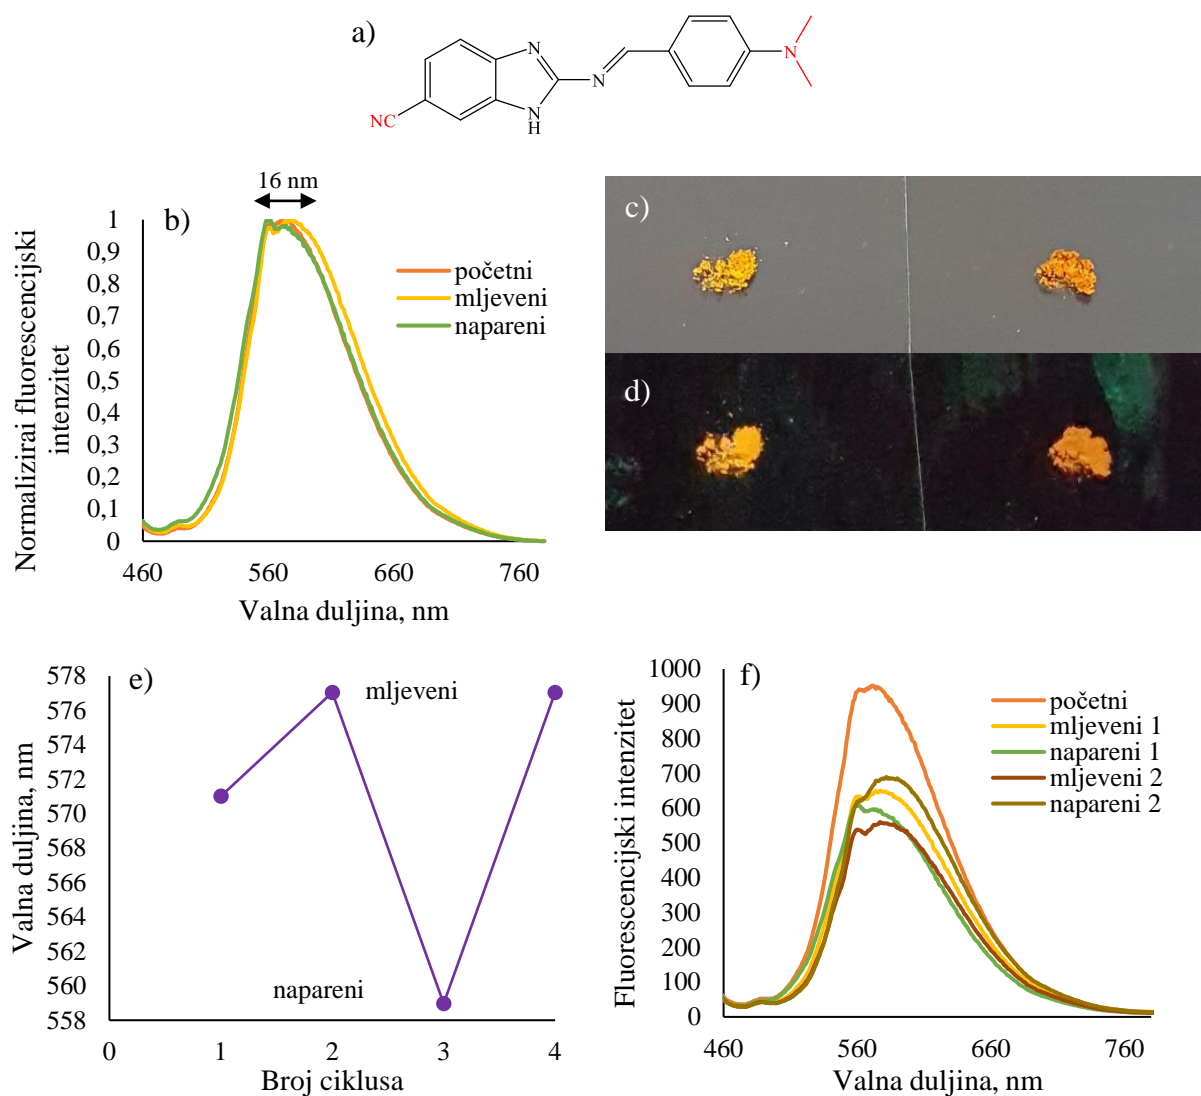 a)
N
N
N
N
H
NC
16 nm
b)
1
0,9
0,8
0,7
0,6
0,5
0,4
0,3
0,2
0,1
0
460
560
660
760
Normalizirai fluorescencijski
intenzitet
Valna duljina, nm
početni
mljeveni
napareni
c)
d)
e)
578
576
574
572
570
568
566
564
562
560
558
0
1
2
3
4
Valna duljina, nm
Broj ciklusa
mljeveni
napareni
f)
1000
900
800
700
600
500
400
300
200
100
0
460
560
660
760
Fluorescencijski intenzitet
Valna duljina, nm
početni
mljeveni 1
napareni 1
mljeveni 2
napareni 2